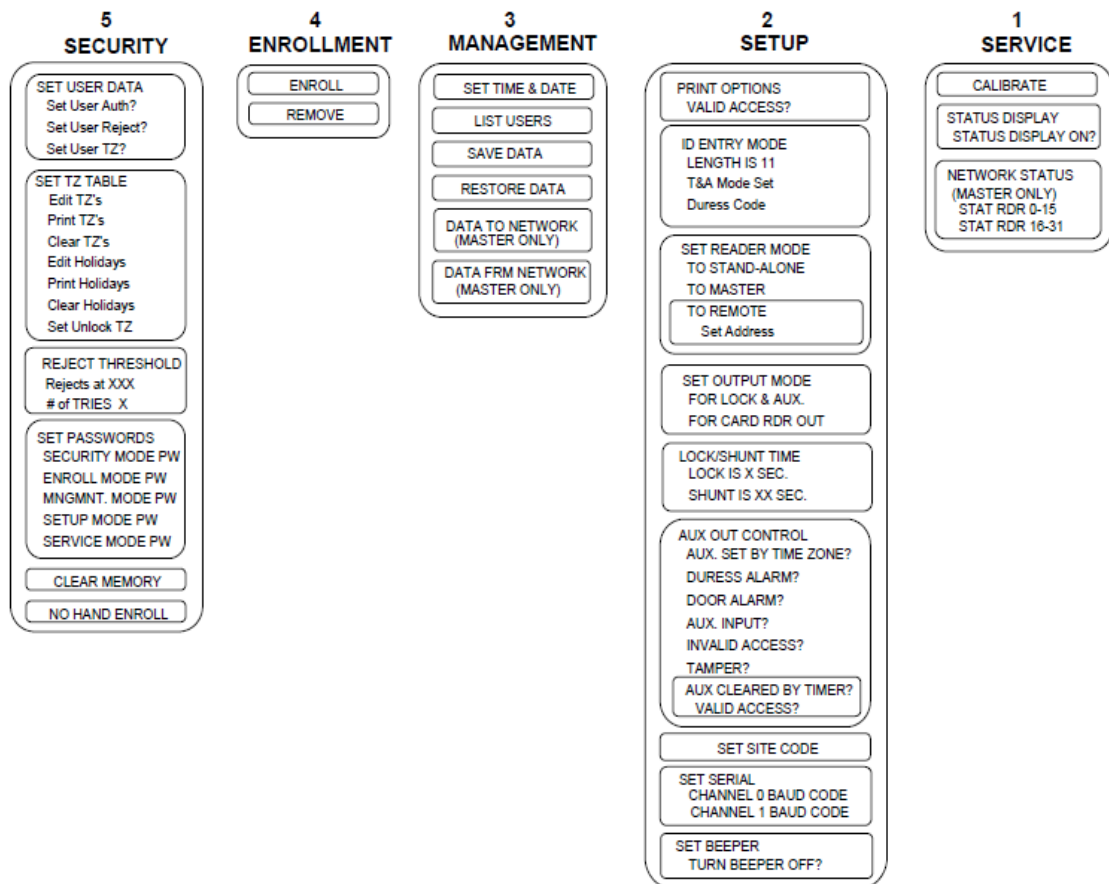 5
SECURITY
SET USER DATA
Set User Auth?
Set User Reject?
Set User TZ?
SET TZ TABLE
Edit TZ's
Print TZ's
Clear TZ's
Edit Holidays
Print Holidays
Clear Holidays
Set Unlock TZ
REJECT THRESHOLD
Rejects at XXX
# of TRIES X
SET PASSWORDS
SECURITY MODE PW
ENROLL MODE PW
MNGMNT. MODE PW
SETUP MODE PW
SERVICE MODE PW
CLEAR MEMORY
NO HAND ENROLL
4
ENROLLMENT
ENROLL
REMOVE
3
MANAGEMENT
SET TIME & DATE
LIST USERS
SAVE DATA
RESTORE DATA
DATA TO NETWORK
(MASTER ONLY)
DATA FRM NETWORK
(MASTER ONLY)
2
SETUP
PRINT OPTIONS
VALID ACCESS?
ID ENTRY MODE
LENGTH IS 11
T&A Mode Set
Duress Code
SET READER MODE
TO STAND-ALONE
TO MASTER
TO REMOTE
Set Address
SET OUTPUT MODE
FOR LOCK & AUX.
FOR CARD RDR OUT
LOCK/SHUNT TIME
LOCK IS X SEC.
SHUNT IS XX SEC.
AUX OUT CONTROL
AUX. SET BY TIME ZONE?
DURESS ALARM?
DOOR ALARM?
AUX. INPUT?
INVALID ACCESS?
TAMPER?
AUX CLEARED BY TIMER?
VALID ACCESS?
SET SITE CODE
SET SERIAL
CHANNEL 0 BAUD CODE
CHANNEL 1 BAUD CODE
SET BEEPER
TURN BEEPER OFF?
1
SERVICE
CALIBRATE
STATUS DISPLAY
STATUS DISPLAY ON?
NETWORK STATUS
(MASTER ONLY)
STAT RDR 0-15
STAT RDR 16-31